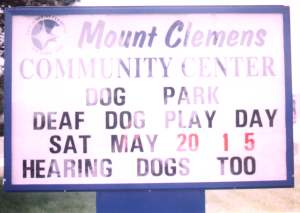 Mount Clemens
COMMUNITY CENTER
DOG PARK
DEAF DOG PLAY DAY
SAT MAY 20 1 5
HEARING DOGS TOO